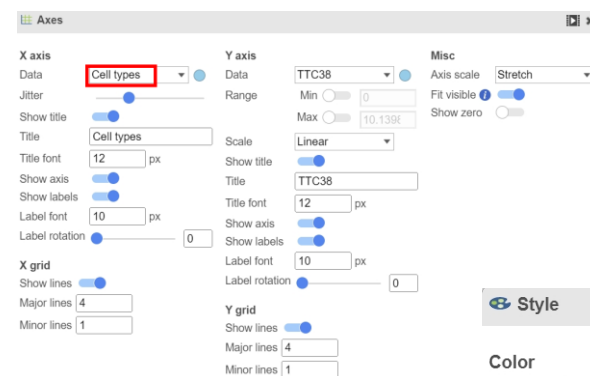 Axes
X axis
Data Cell types
Jitter
Show title
Title Cell types
Title font 12 px
Show axis
Show labels
Label font 10 px
Label rotation 0
X grid
Show lines
Major lines 4
Minor lines 1
Y axis
Data TTC38
Range Min 0
Max 10.1398
Scale Linear
Show title
Title TTC38
Title font 12 px
Show axis
Show labels
Label font 10 px
Label rotation 0
Y grid
Show lines
Major lines 4
Minor lines 1
Misc
Axis scale Stretch
Fit visible i
Show zero
Style
Color